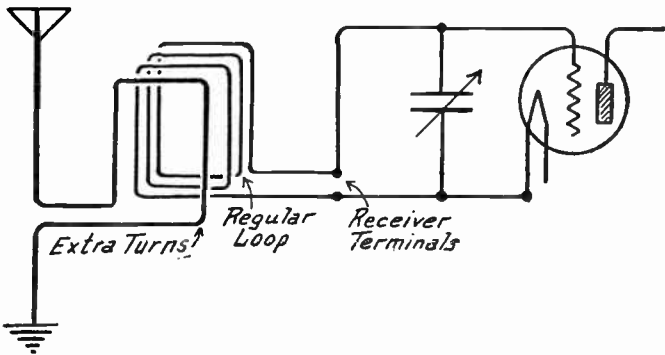 Extra Turns
Regular
Loop
Receiver
Terminals